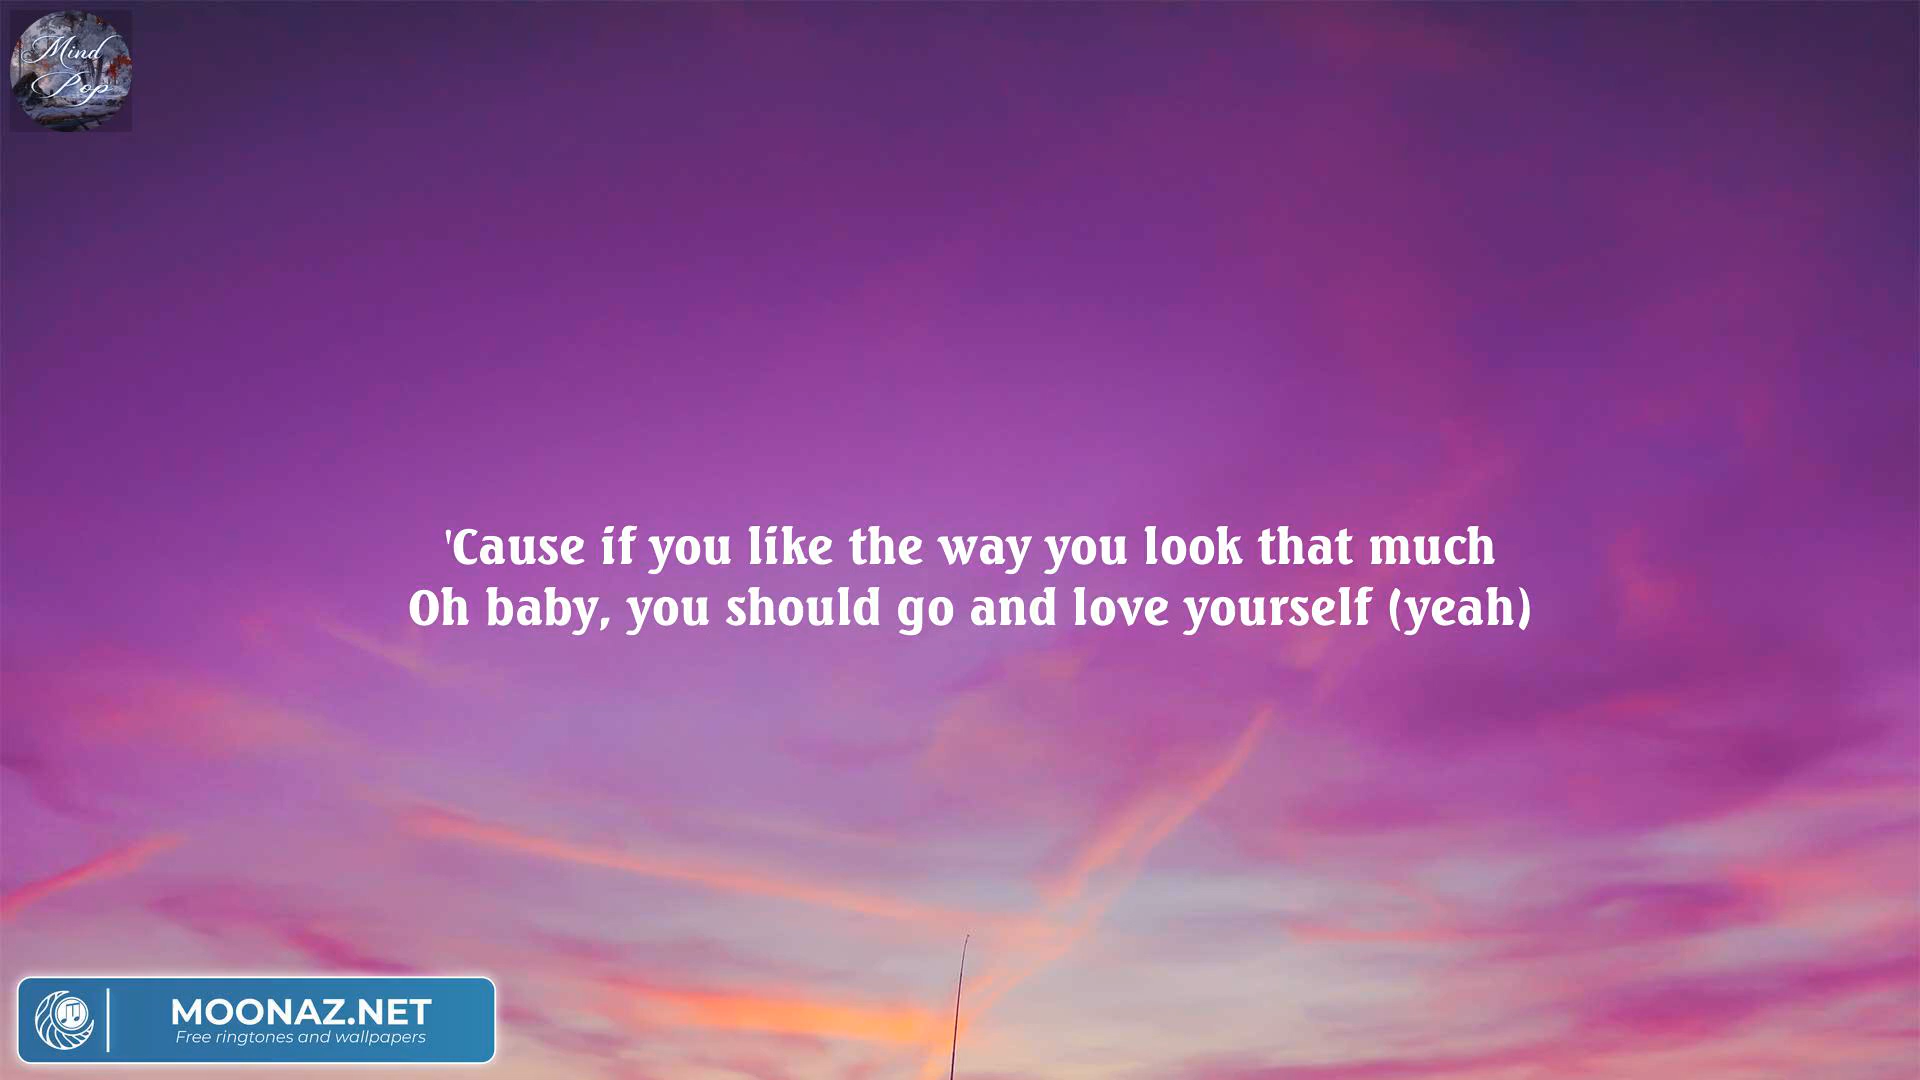 Mind
Pop
'Cause if you like the way you look that much
Oh baby, you should go and love yourself (yeah)
MOONAZ.NET
Free ringtones and wallpapers